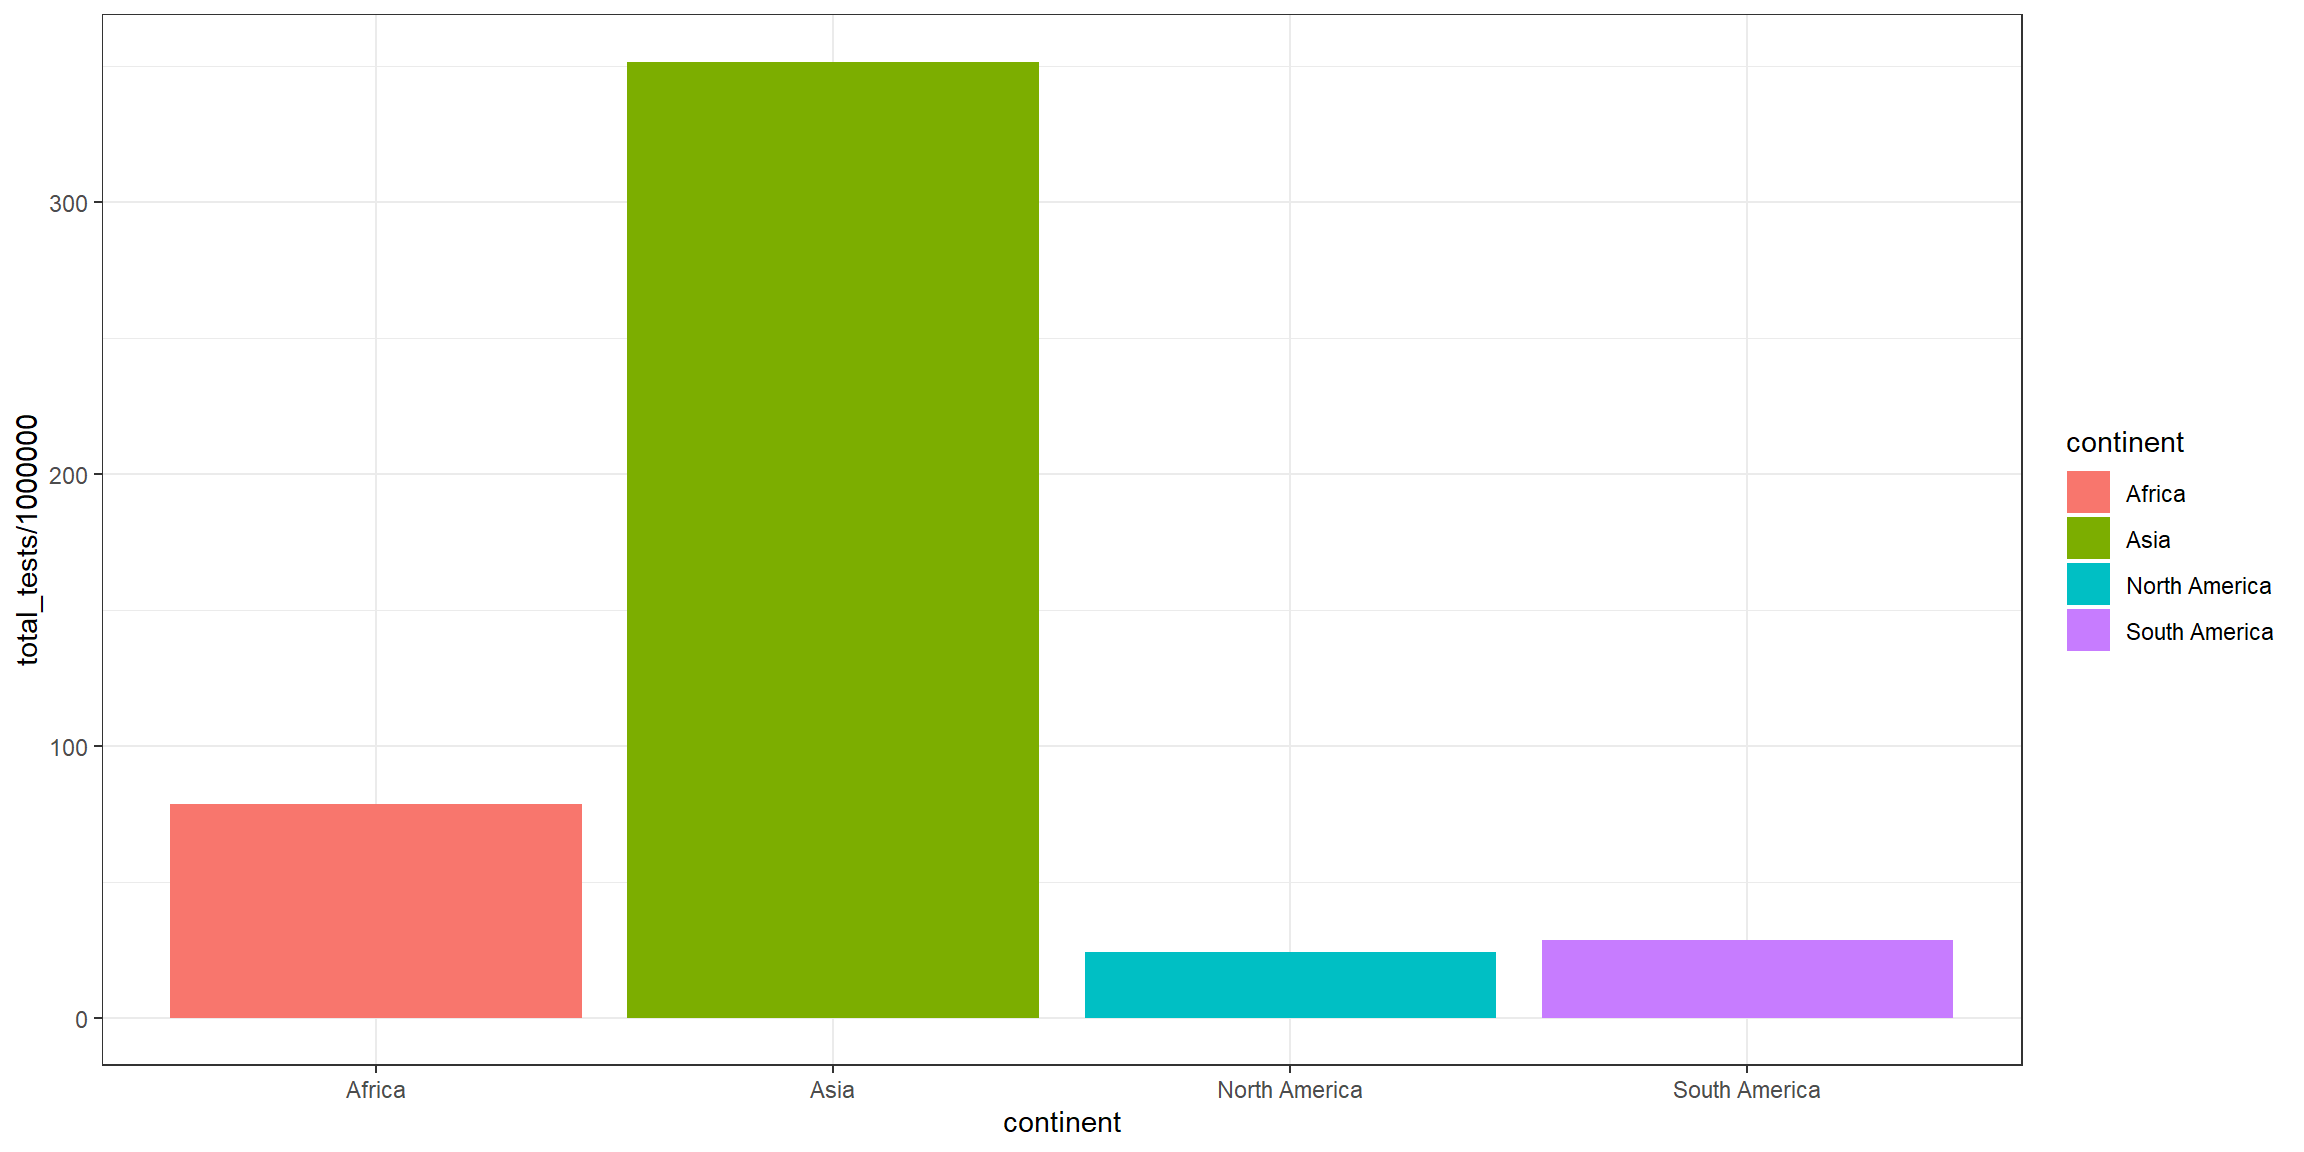 total_tests/1000000
300
200
100
0
Africa
Asia
North America
South America
continent
continent
Africa
Asia
North America
South America